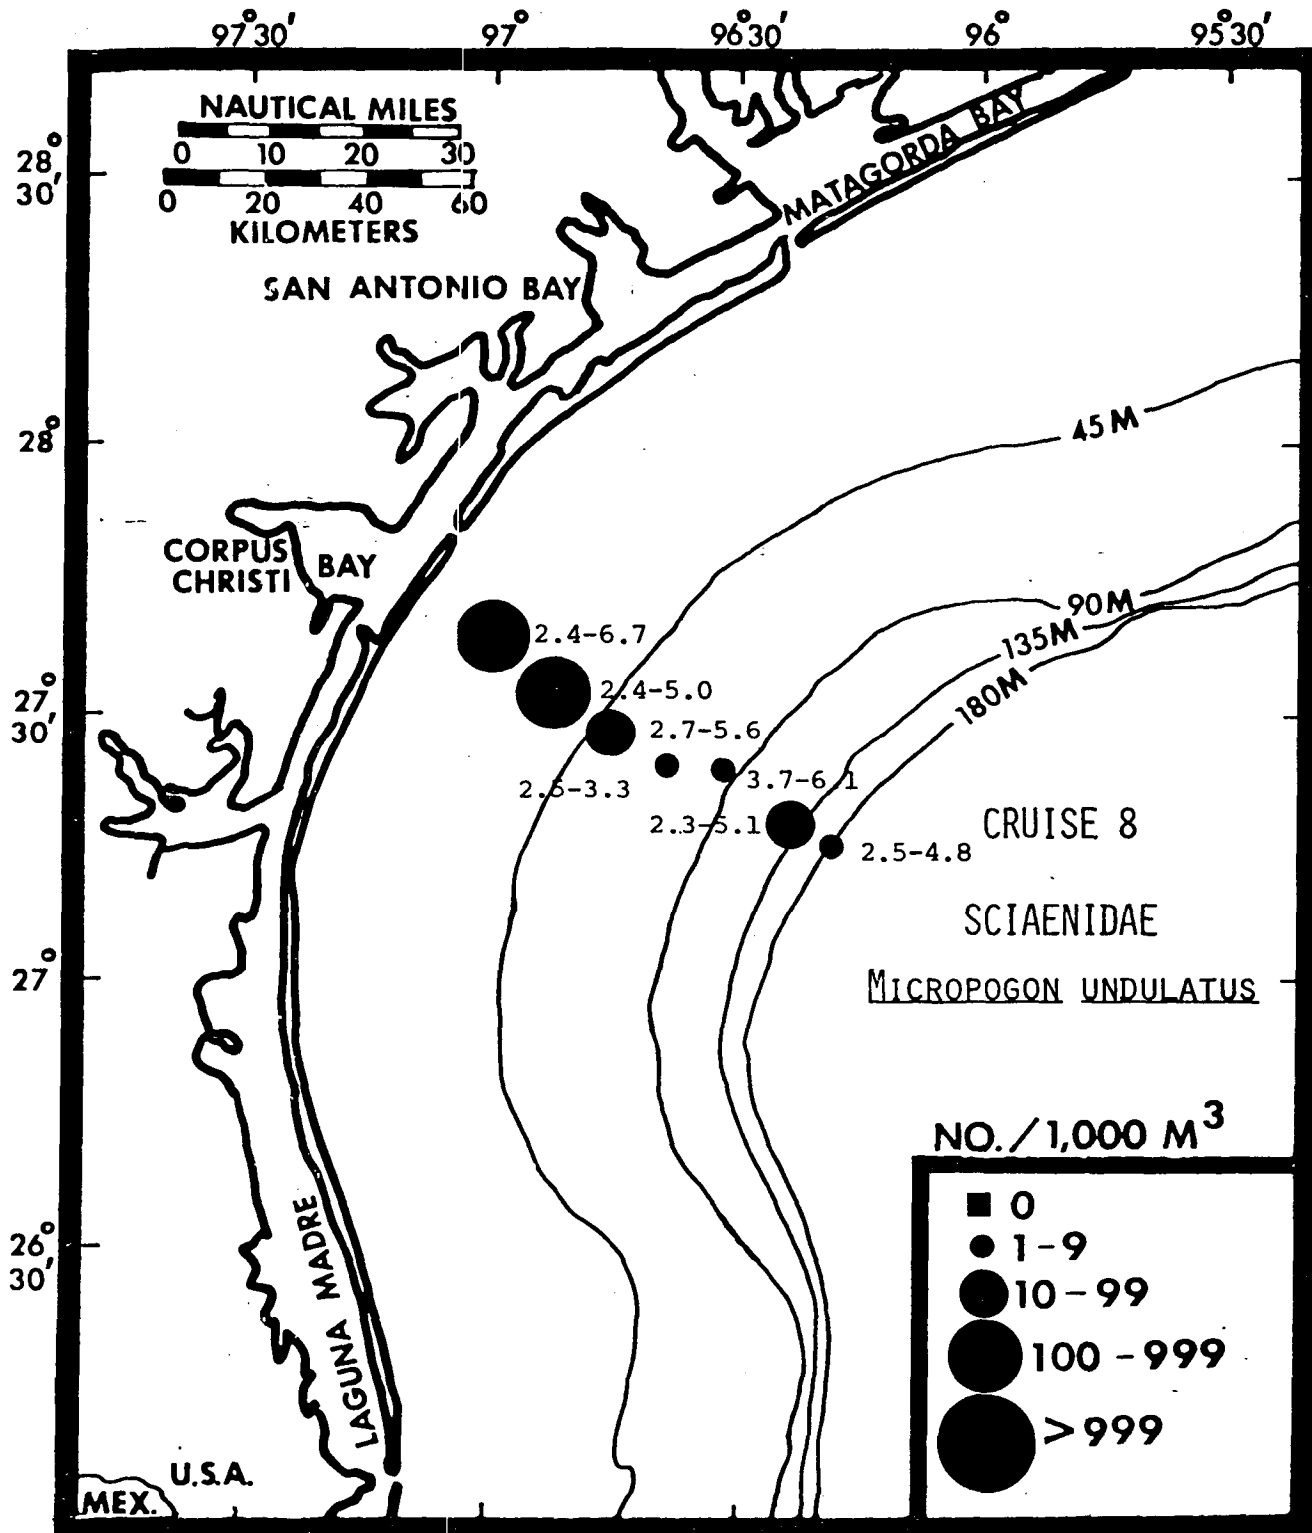 97°30' 97° 96°30' 96° 95°30'
NAUTICAL MILES
0 10 20 30
0 20 40 60
KILOMETERS
28°
30'
MATAGORDA BAY
SAN ANTONIO BAY
28°
45 M
CORPUS
CHRISTI BAY
90M
135M
180M
2.4-6.7
27°
30'
2.4-5.0
2.7-5.6
2.5-3.3
3.7-6.1
2.3-5.1
2.5-4.8
CRUISE 8
SCIAENIDAE
27°
MICROPOGON UNDULATUS
NO./1,000 M³
0
1-9
10-99
100-999
>999
26°
30'
LAGUNA MADRE
U.S.A.
MEX.